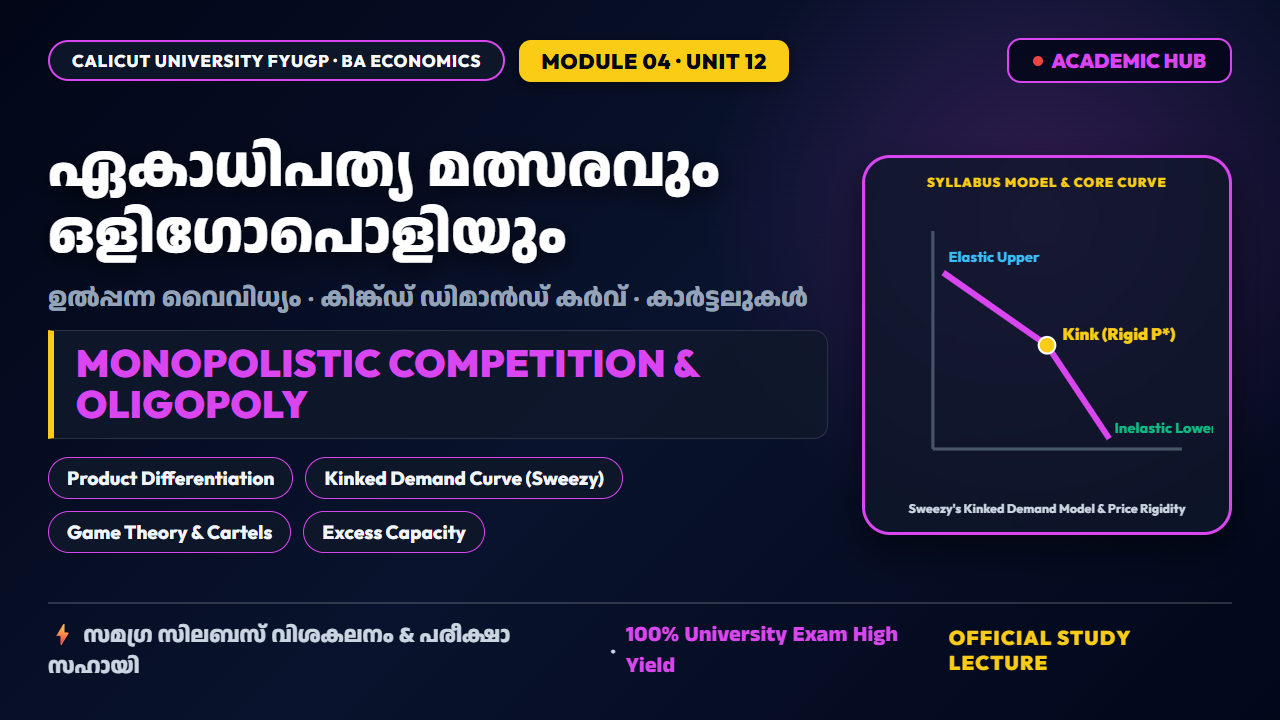 CALICUT UNIVERSITY FYUGP · BA ECONOMICS
MODULE 04 · UNIT 12
ACADEMIC HUB
ഏകാധിപത്യ മത്സരവും
ഒളിഗോപൊളിയും
ഉൽപ്പന്ന വൈവിധ്യം · കിങ്ക്ഡ് ഡിമാൻഡ് കർവ് · കാർട്ടലുകൾ
MONOPOLISTIC COMPETITION &
OLIGOPOLY
Product Differentiation
Kinked Demand Curve (Sweezy)
Game Theory & Cartels
Excess Capacity
SYLLABUS MODEL & CORE CURVE
Elastic Upper
Kink (Rigid P*)
Inelastic Lower
Sweezy's Kinked Demand Model & Price Rigidity
⚡ സമഗ്ര സിലബസ് വിശകലനം & പരീക്ഷാ
സഹായി
·
100% University Exam High
Yield
OFFICIAL STUDY
LECTURE